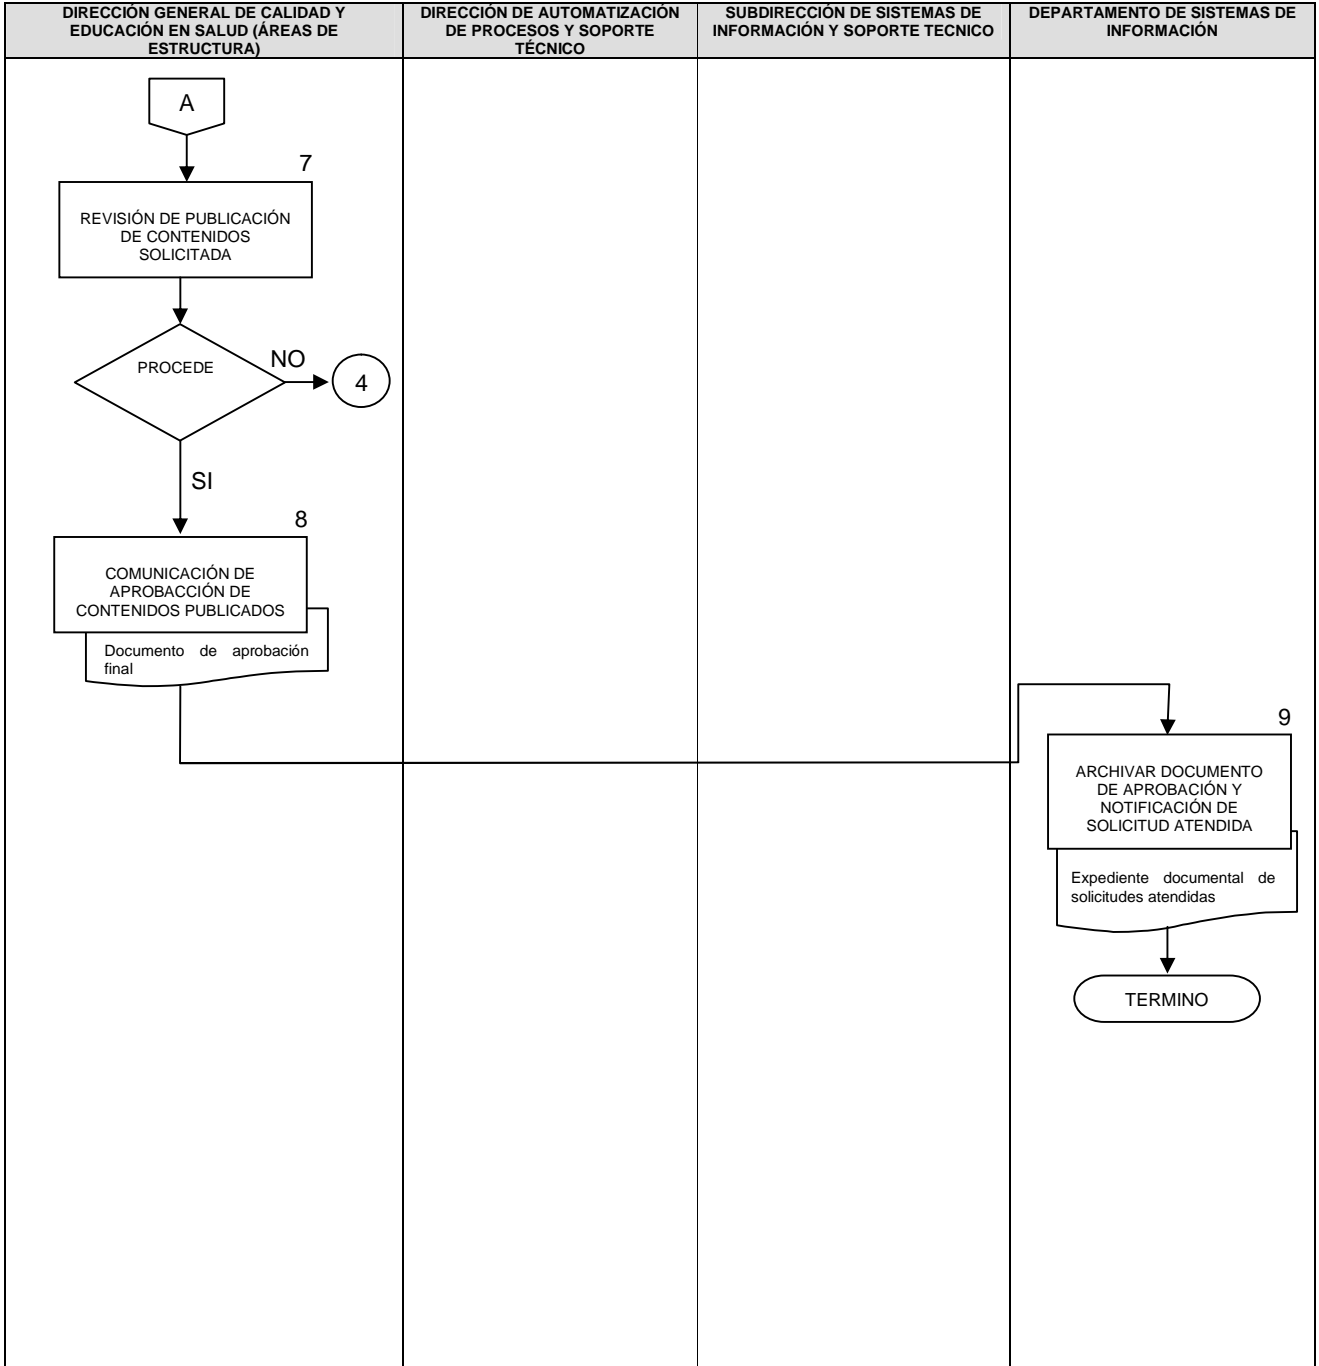 DIRECCIÓN GENERAL DE CALIDAD Y
EDUCACIÓN EN SALUD (ÁREAS DE
ESTRUCTURA)
DIRECCIÓN DE AUTOMATIZACIÓN
DE PROCESOS Y SOPORTE
TÉCNICO
SUBDIRECCIÓN DE SISTEMAS DE
INFORMACIÓN Y SOPORTE TECNICO
DEPARTAMENTO DE SISTEMAS DE
INFORMACIÓN
A
7
REVISIÓN DE PUBLICACIÓN
DE CONTENIDOS
SOLICITADA
PROCEDE
NO
4
SI
8
COMUNICACIÓN DE
APROBACCIÓN DE
CONTENIDOS PUBLICADOS
Documento de aprobación
final
9
ARCHIVAR DOCUMENTO
DE APROBACIÓN Y
NOTIFICACIÓN DE
SOLICITUD ATENDIDA
Expediente documental de
solicitudes atendidas
TERMINO